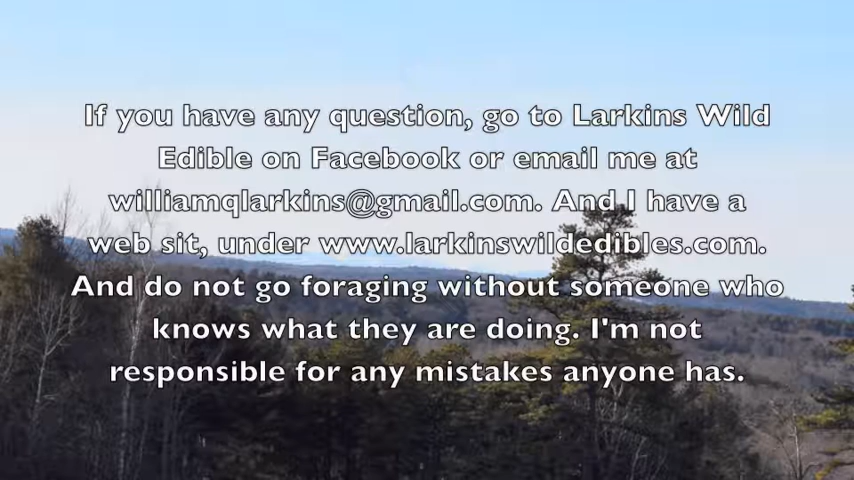 If you have any question, go to Larkins Wild
Edible on Facebook or email me at
williamqlarkins@gmail.com. And I have a
web sit, under www.larkinswildedibles.com.
And do not go foraging without someone who
knows what they are doing. I'm not
responsible for any mistakes anyone has.